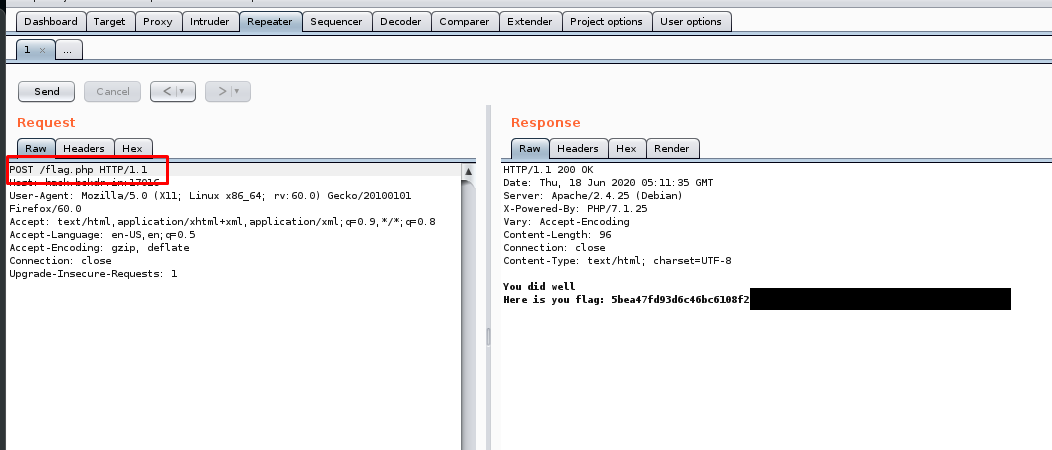 Dashboard Target Proxy Intruder Repeater Sequencer Decoder Comparer Extender Project options User options
1 × ...
Send Cancel < >
Request
Raw Headers Hex
POST /flag.php HTTP/1.1
Host: hack.bckdr.in:17016
User-Agent: Mozilla/5.0 (X11; Linux x86_64; rv:60.0) Gecko/20100101
Firefox/60.0
Accept: text/html,application/xhtml+xml,application/xml;q=0.9,*/*;q=0.8
Accept-Language: en-US,en;q=0.5
Accept-Encoding: gzip, deflate
Connection: close
Upgrade-Insecure-Requests: 1
Response
Raw Headers Hex Render
HTTP/1.1 200 OK
Date: Thu, 18 Jun 2020 05:11:35 GMT
Server: Apache/2.4.25 (Debian)
X-Powered-By: PHP/7.1.25
Vary: Accept-Encoding
Content-Length: 96
Connection: close
Content-Type: text/html; charset=UTF-8
You did well
Here is you flag: 5bea47fd93d6c46bc6108f2